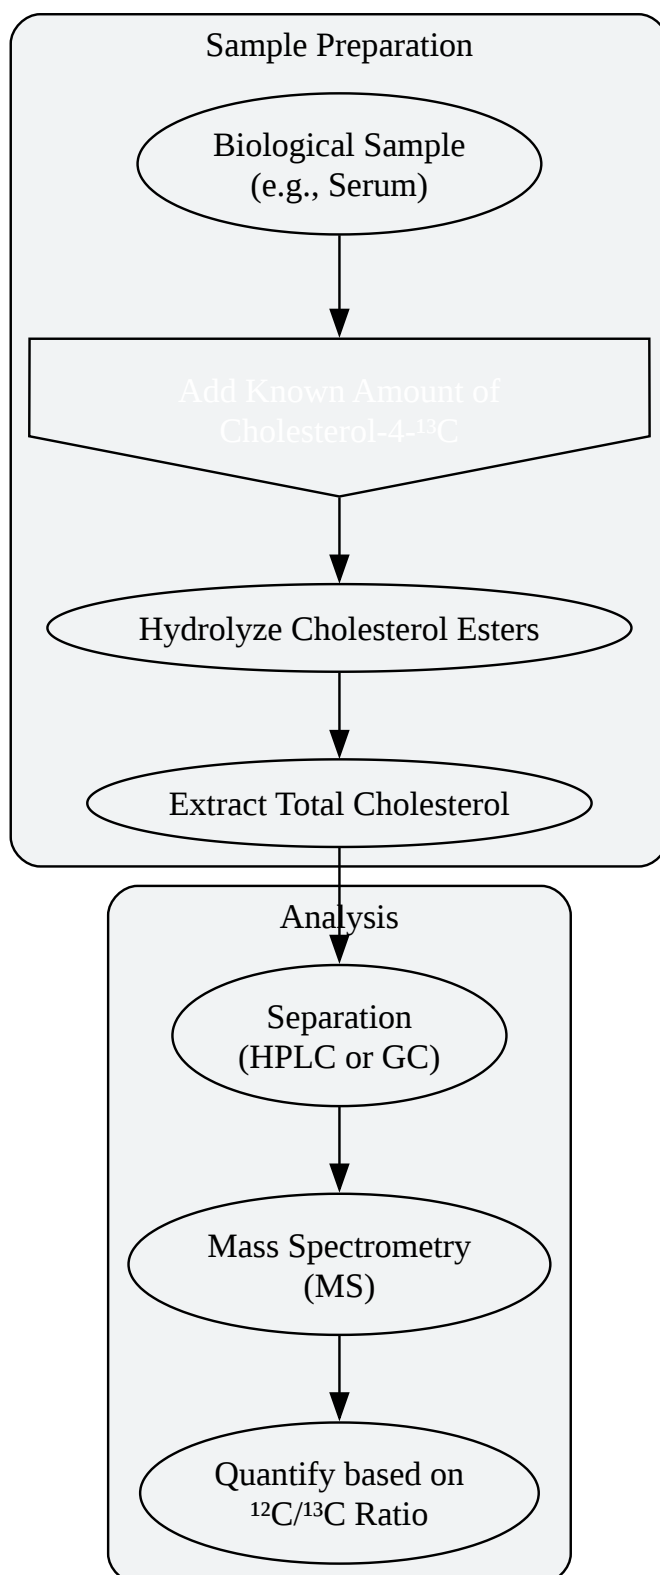 Sample Preparation
Biological Sample
(e.g., Serum)
Add Known Amount of
Cholesterol-4-¹³C
Hydrolyze Cholesterol Esters
Extract Total Cholesterol
Analysis
Separation
(HPLC or GC)
Mass Spectrometry
(MS)
Quantify based on
¹²C/¹³C Ratio